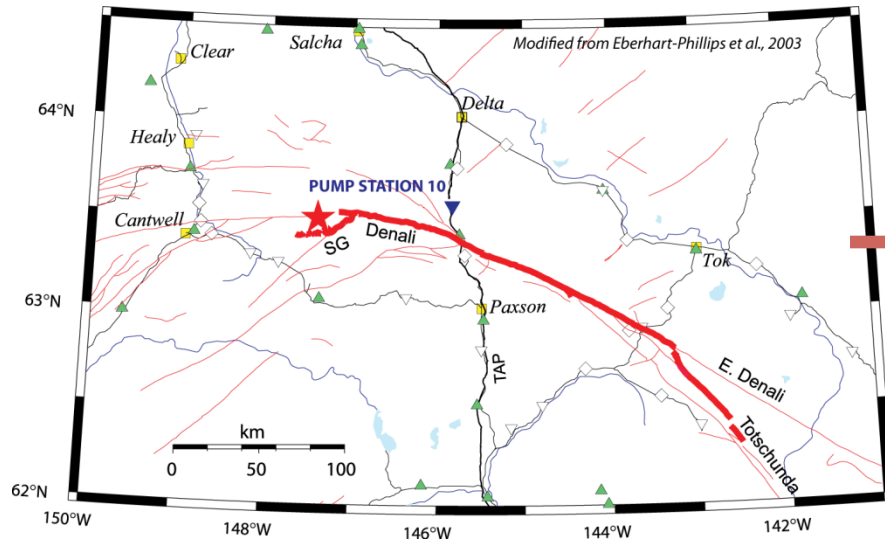 Modified from Eberhart-Phillips et al., 2003
Clear
Salcha
64°N
Delta
Healy
PUMP STATION 10
Cantwell
Denali
SG
Tok
63°N
Paxson
TAP
E. Denali
Totschunda
km
0 50 100
62°N
150°W
148°W
146°W
144°W
142°W